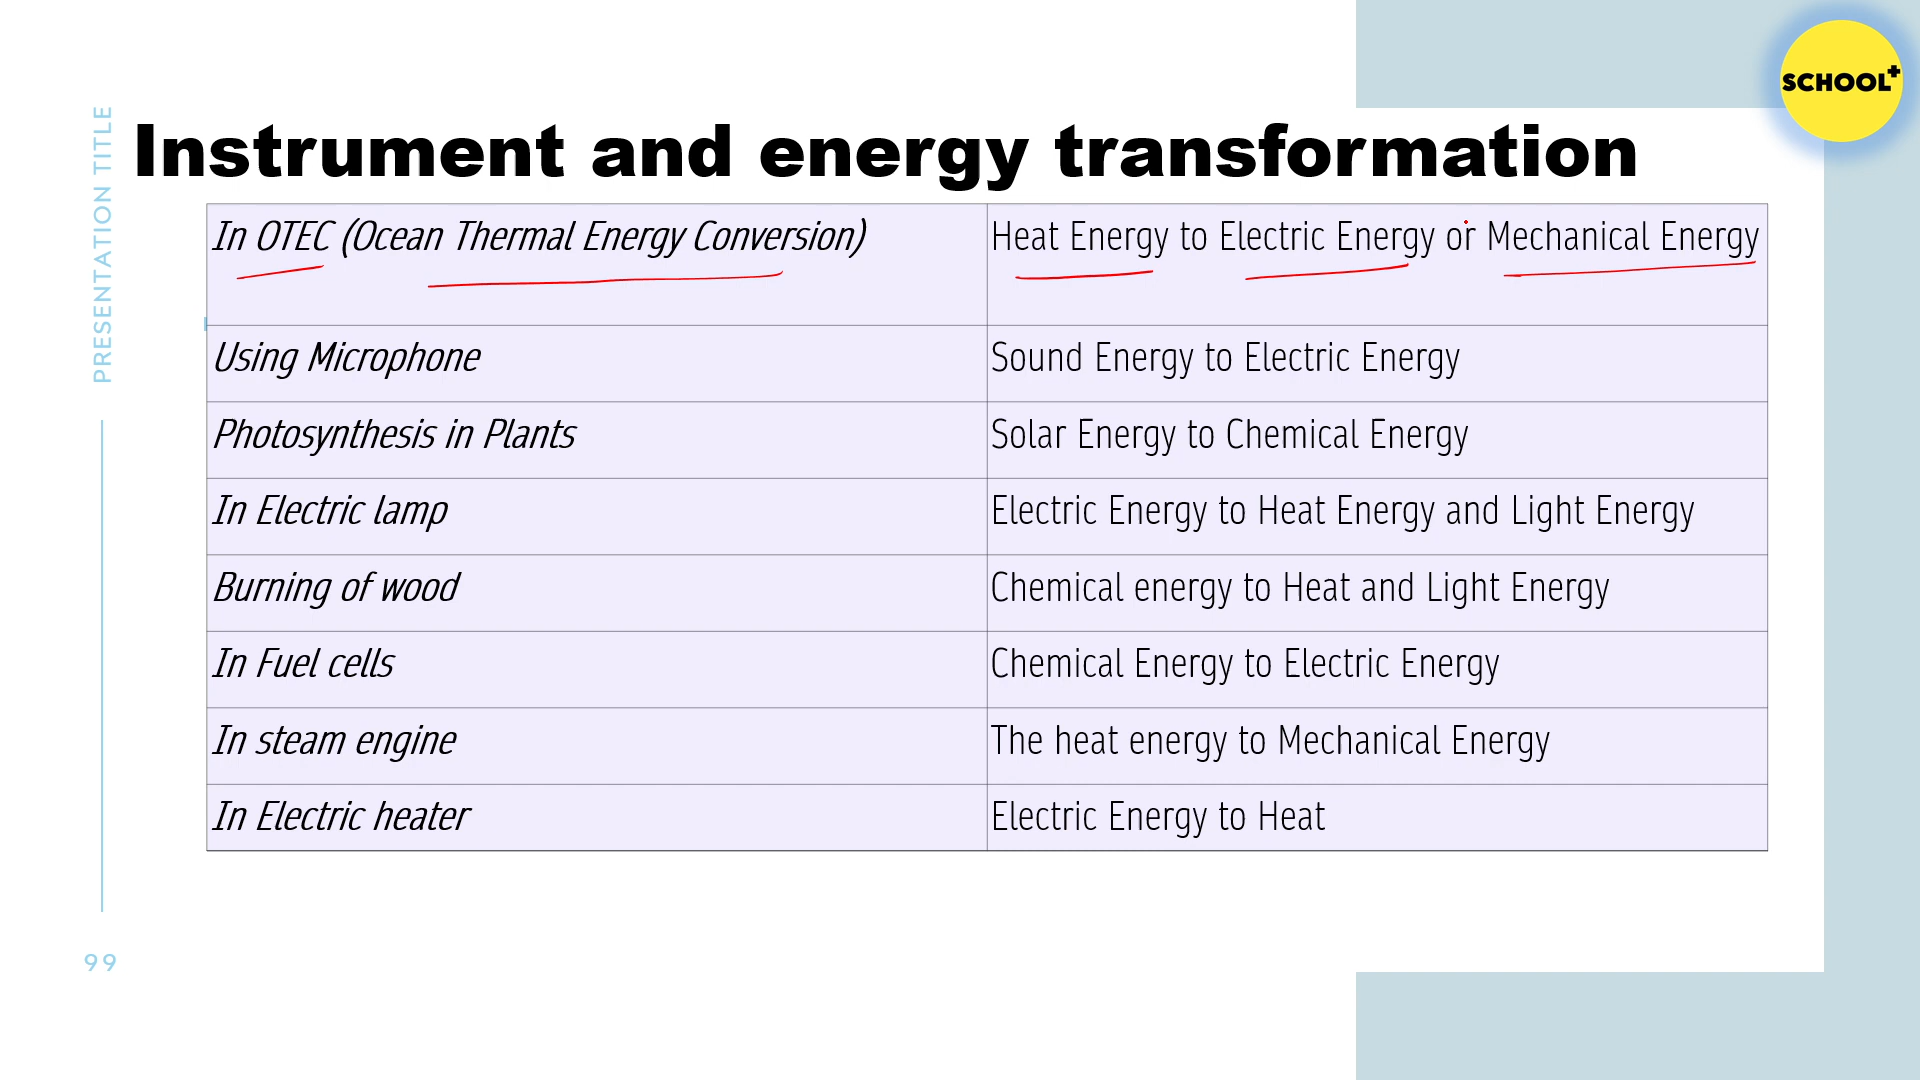 SCHOOL+
PRESENTATION TITLE
Instrument and energy transformation
In OTEC (Ocean Thermal Energy Conversion)
Heat Energy to Electric Energy or Mechanical Energy
Using Microphone
Sound Energy to Electric Energy
Photosynthesis in Plants
Solar Energy to Chemical Energy
In Electric lamp
Electric Energy to Heat Energy and Light Energy
Burning of wood
Chemical energy to Heat and Light Energy
In Fuel cells
Chemical Energy to Electric Energy
In steam engine
The heat energy to Mechanical Energy
In Electric heater
Electric Energy to Heat
99